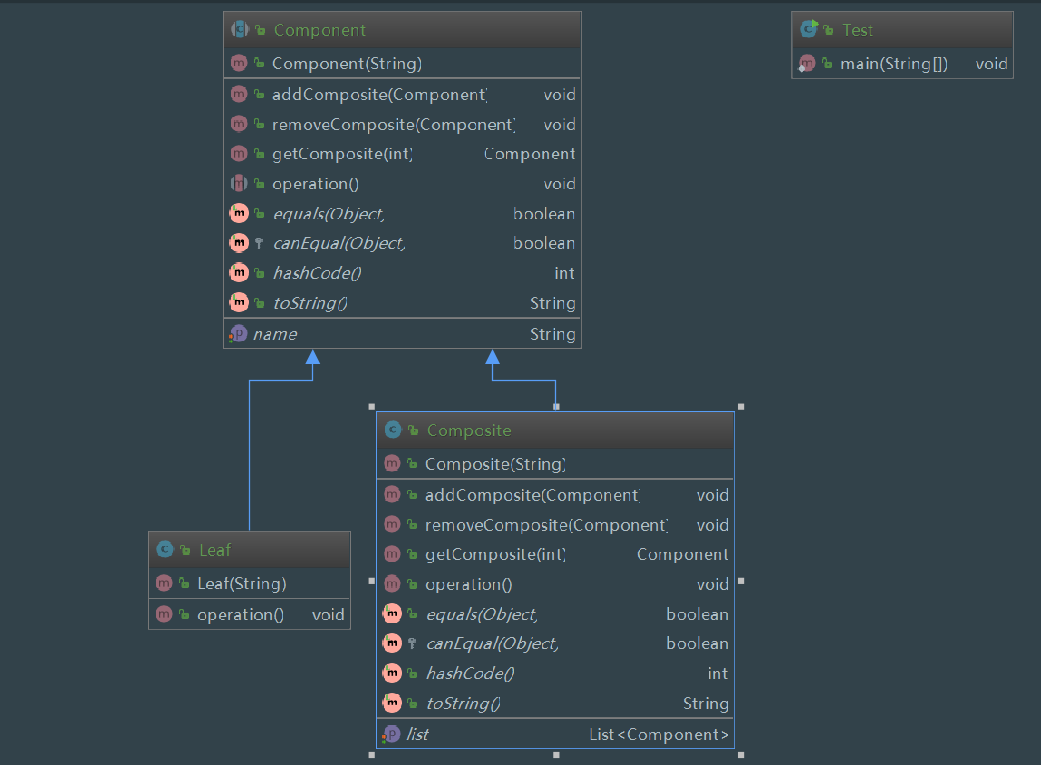 Component
Component(String)
addComposite(Component) void
removeComposite(Component) void
getComposite(int) Component
operation() void
equals(Object, boolean
canEqual(Object, boolean
hashCode() int
toString() String
name String
Test
main(String[]) void
Leaf
Leaf(String)
operation() void
Composite
Composite(String)
addComposite(Component) void
removeComposite(Component) void
getComposite(int) Component
operation() void
equals(Object, boolean
canEqual(Object, boolean
hashCode() int
toString() String
list List<Component>